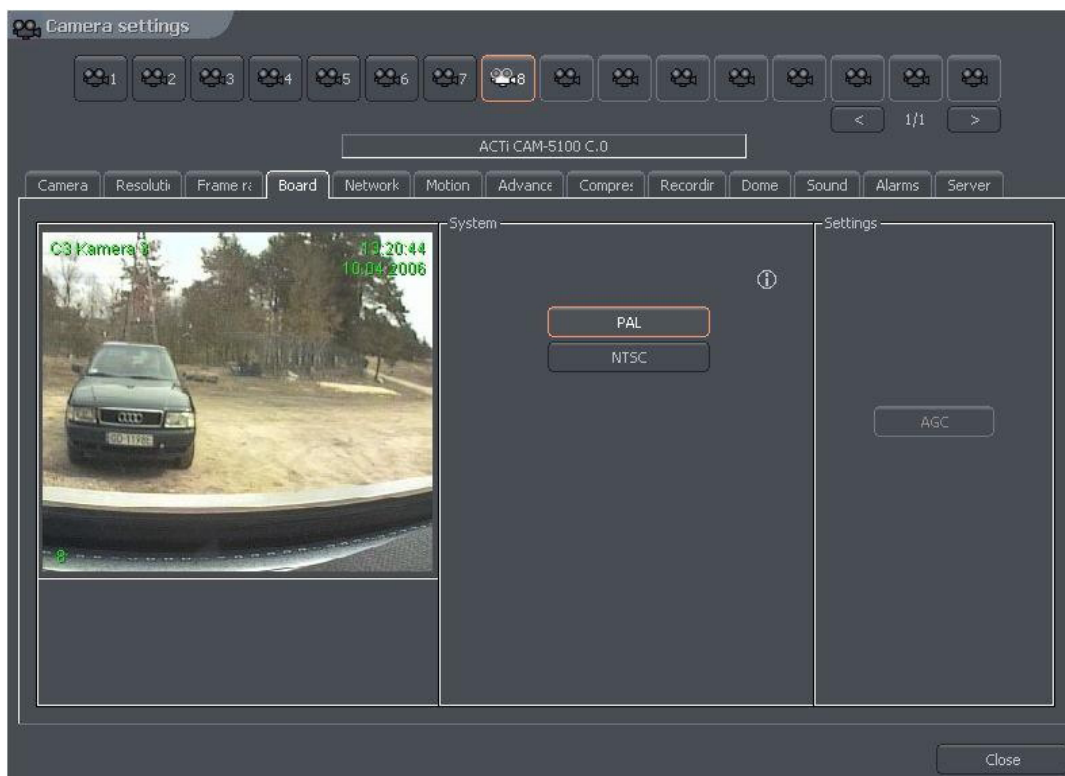 Camera settings
1 2 3 4 5 6 7 8
< 1/1 >
ACTi CAM-5100 C.0
Camera Resoluti Frame ra Board Network Motion Advance Compres Recordir Dome Sound Alarms Server
C3 Kamera 8 13:20:44
10.04.2006
8
System
PAL
NTSC
Settings
AGC
Close